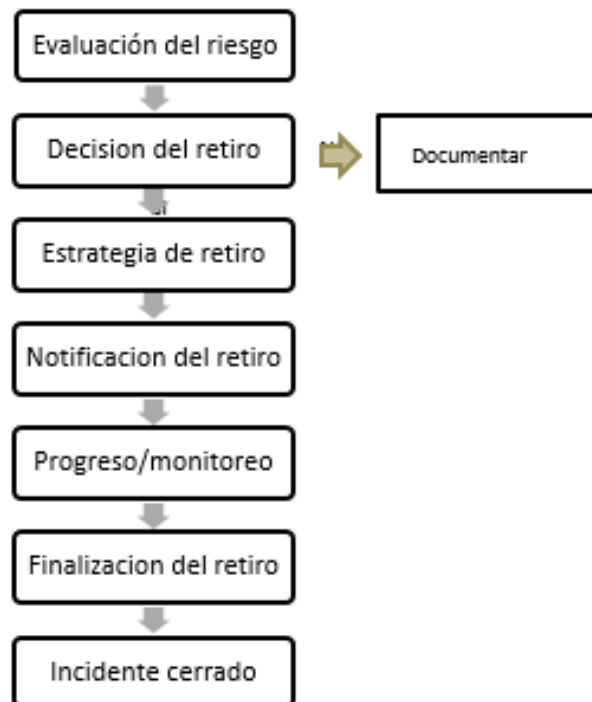 Evaluación del riesgo
Decision del retiro
Documentar
Estrategia de retiro
Notificacion del retiro
Progreso/monitoreo
Finalizacion del retiro
Incidente cerrado